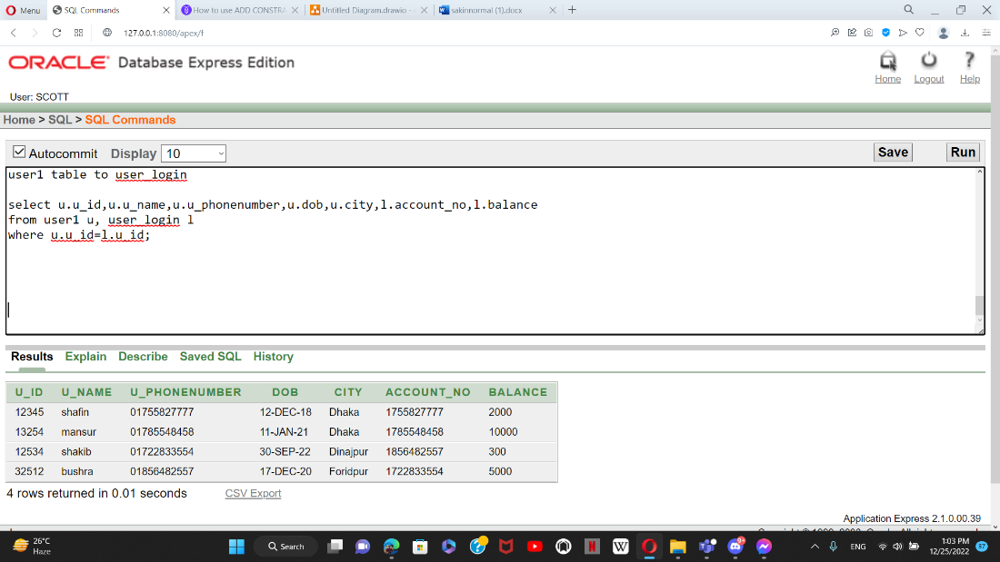 Menu
SQL Commands
How to use ADD CONSTRA
Untitled Diagram.drawio -
sakinnormal (1).docx
127.0.0.1:8080/apex/f
ORACLE Database Express Edition
Home Logout Help
User: SCOTT
Home > SQL > SQL Commands
Autocommit Display 10 Save Run
user1 table to user_login
select u.u_id,u.u_name,u.u_phonenumber,u.dob,u.city,l.account_no,l.balance
from user1 u, user_login l
where u.u_id=l.u_id;
Results Explain Describe Saved SQL History
U_ID U_NAME U_PHONENUMBER DOB CITY ACCOUNT_NO BALANCE
12345 shafin 01755827777 12-DEC-18 Dhaka 1755827777 2000
13254 mansur 01785548458 11-JAN-21 Dhaka 1785548458 10000
12534 shakib 01722833554 30-SEP-22 Dinajpur 1856482557 300
32512 bushra 01856482557 17-DEC-20 Foridpur 1722833554 5000
4 rows returned in 0.01 seconds CSV Export
Application Express 2.1.0.00.39
26°C
Haze
Search
ENG
1:03 PM
12/25/2022
37